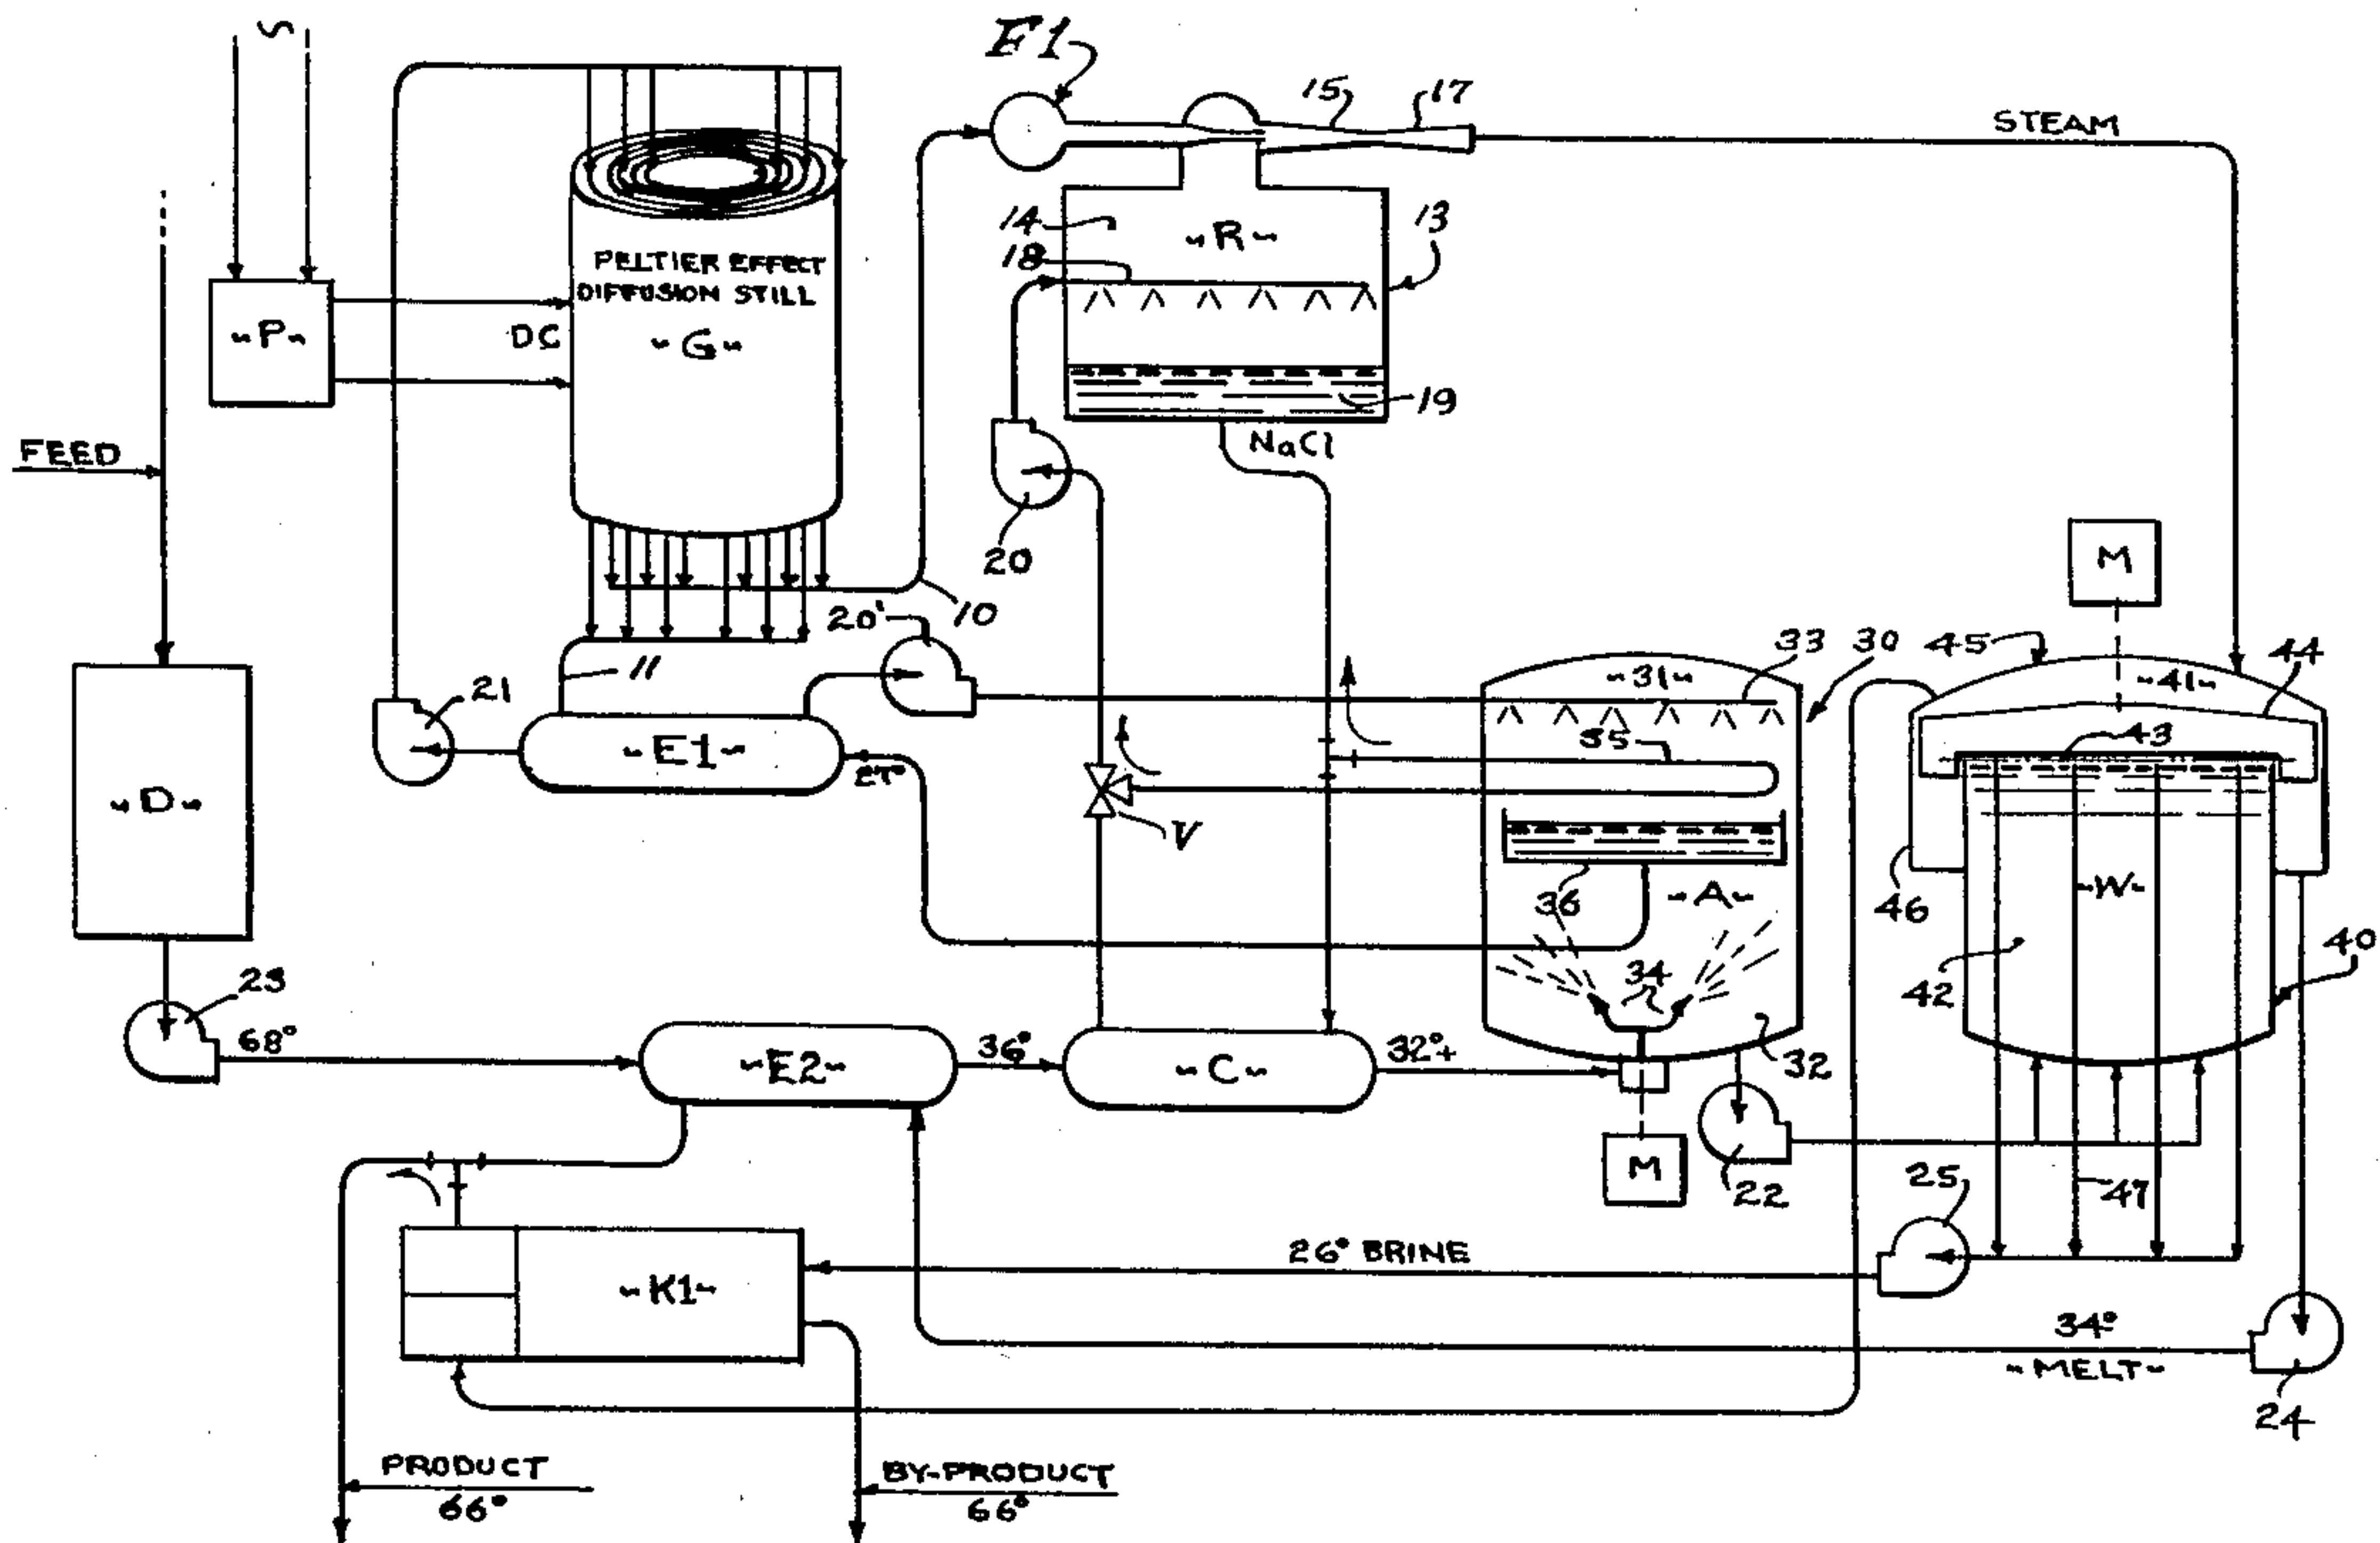 S
F1
15
17
STEAM
14
-R-
13
18
PELTIER EFFECT
DIFFUSION STILL
-P-
DC
-G-
19
FEED
NaCl
20
M
10
20'
11
33
30
45
44
-31-
-41-
21
-E1-
27°
35
43
-D-
V
36
-A-
-W-
46
23
34
42
40
68°
36°
32°+
-E2-
-C-
32
M
22
25
47
26° BRINE
-K1-
34°
-MELT-
24
PRODUCT
66°
BY-PRODUCT
66°